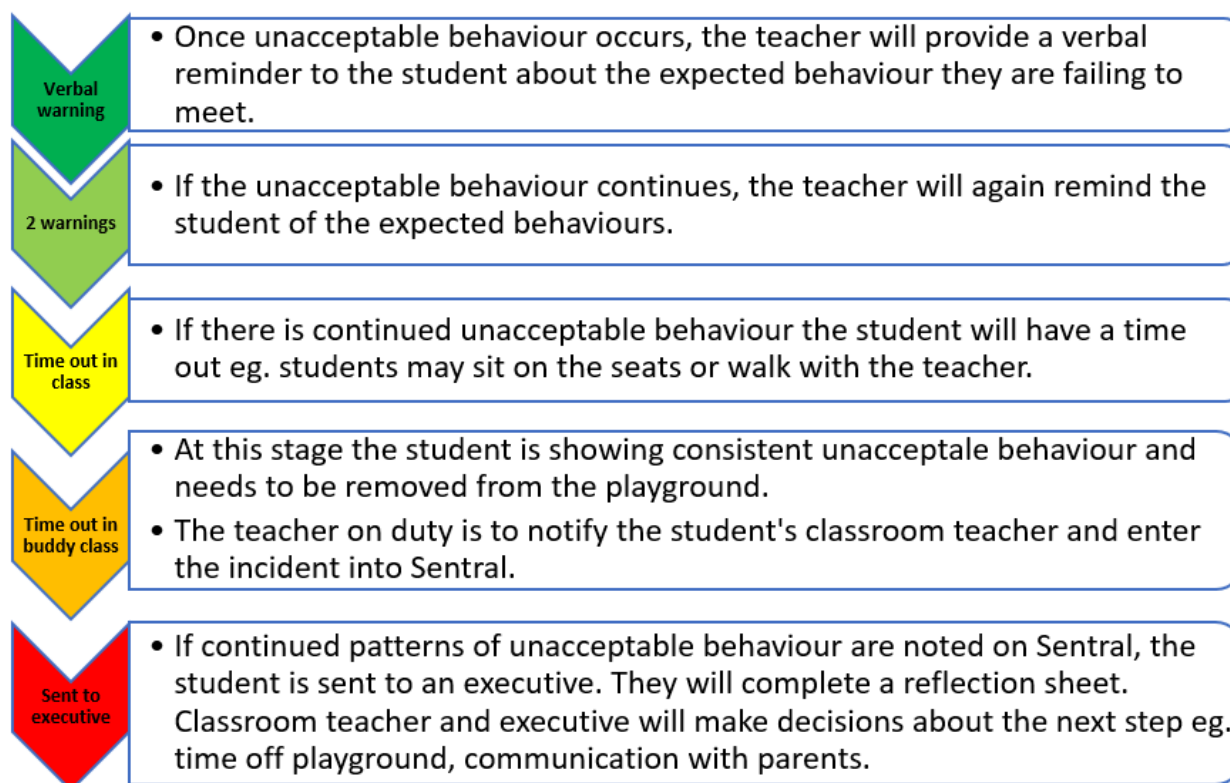 Verbal
warning
• Once unacceptable behaviour occurs, the teacher will provide a verbal
reminder to the student about the expected behaviour they are failing to
meet.
2 warnings
• If the unacceptable behaviour continues, the teacher will again remind the
student of the expected behaviours.
Time out in
class
• If there is continued unacceptable behaviour the student will have a time
out eg. students may sit on the seats or walk with the teacher.
Time out in
buddy class
• At this stage the student is showing consistent unacceptale behaviour and
needs to be removed from the playground.
• The teacher on duty is to notify the student's classroom teacher and enter
the incident into Sentral.
Sent to
executive
• If continued patterns of unacceptable behaviour are noted on Sentral, the
student is sent to an executive. They will complete a reflection sheet.
Classroom teacher and executive will make decisions about the next step eg.
time off playground, communication with parents.